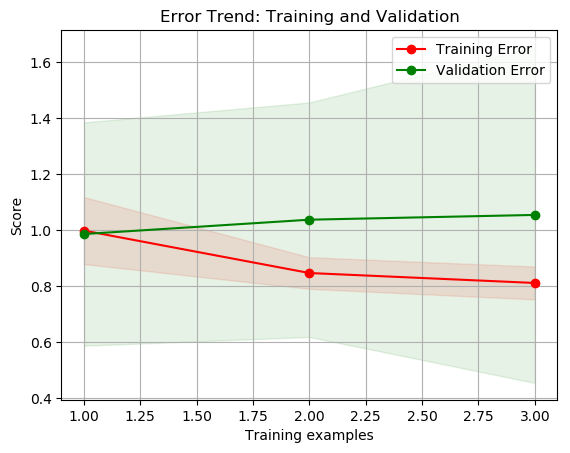 Error Trend: Training and Validation
Training Error
Validation Error
Score
1.6
1.4
1.2
1.0
0.8
0.6
0.4
1.00 1.25 1.50 1.75 2.00 2.25 2.50 2.75 3.00
Training examples